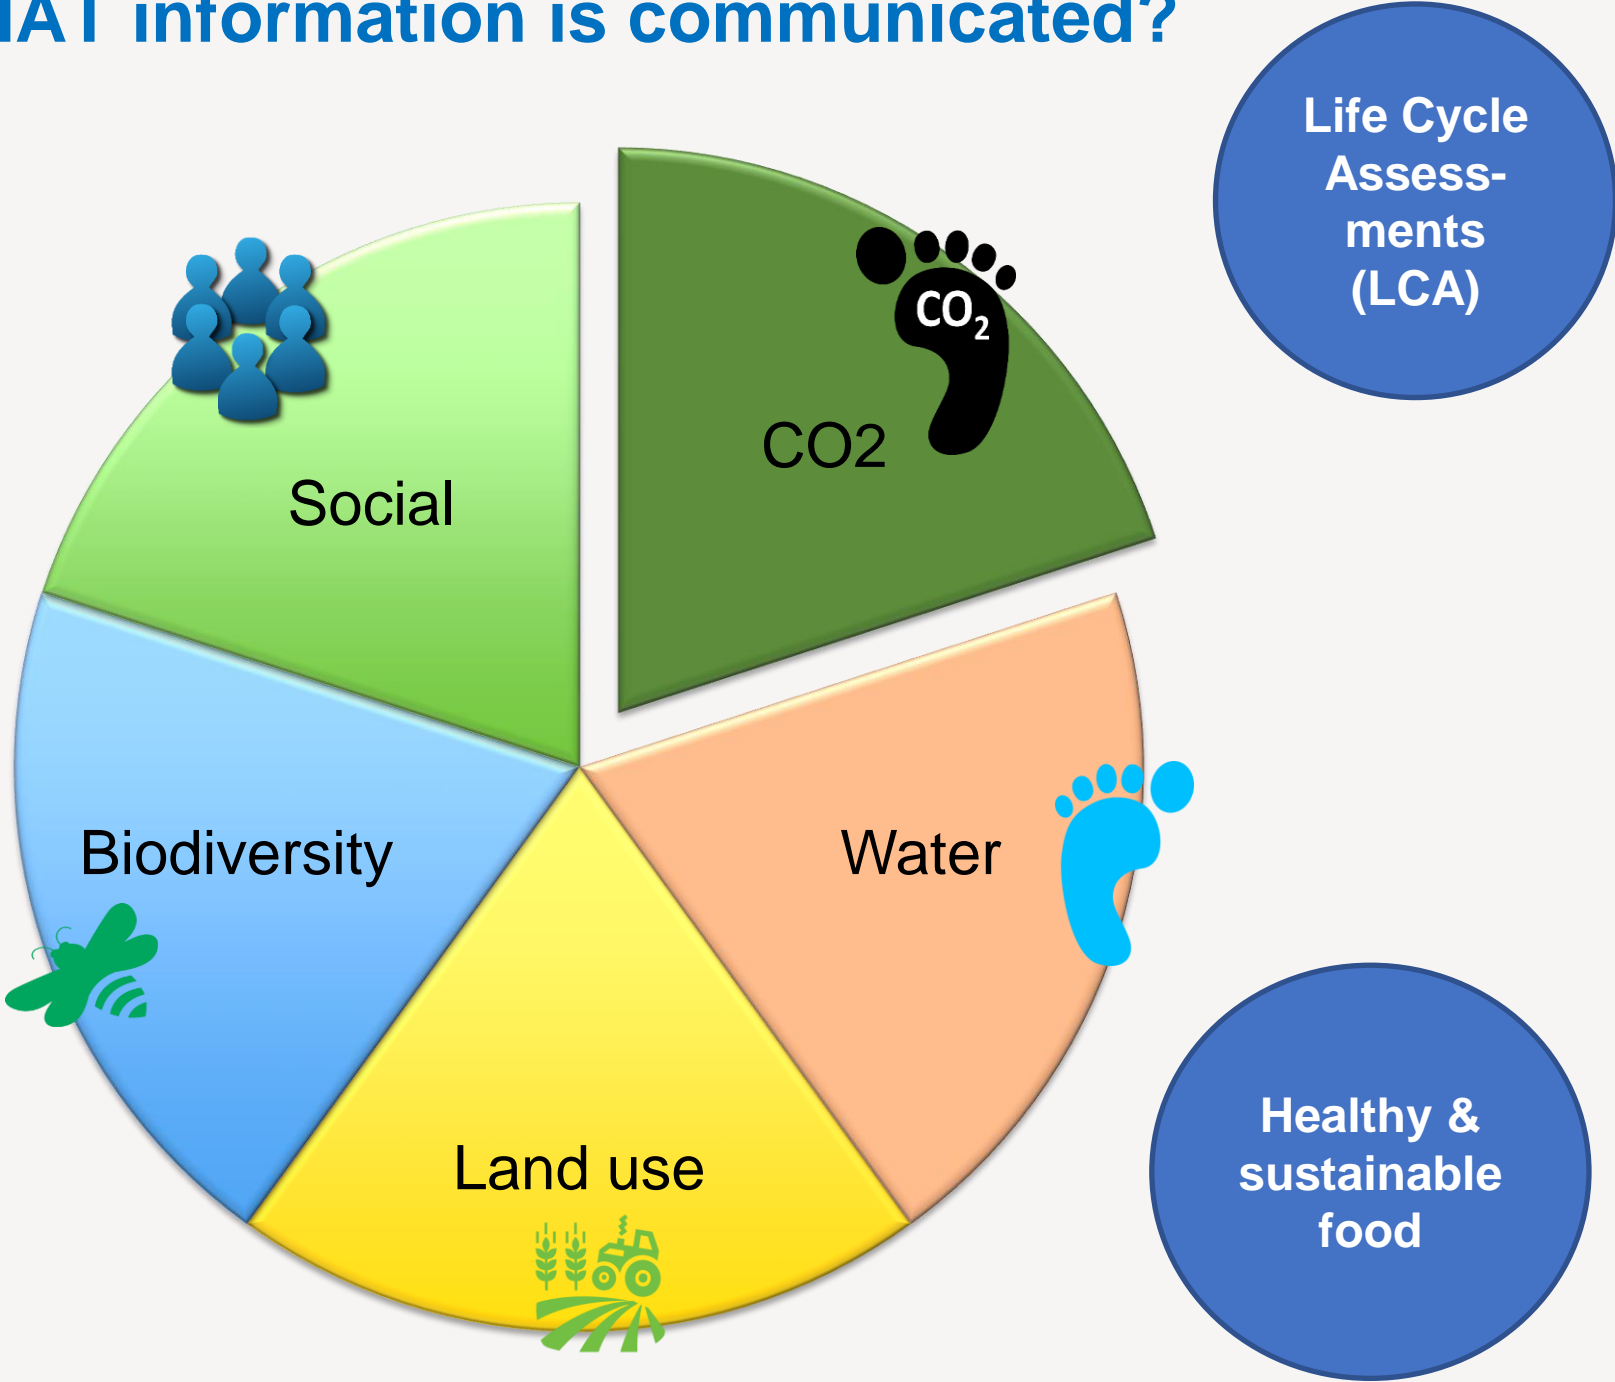 information is communicated?
Life Cycle
Assess-
ments
(LCA)
CO2
CO2
Social
Biodiversity
Water
Land use
Healthy &
sustainable
food